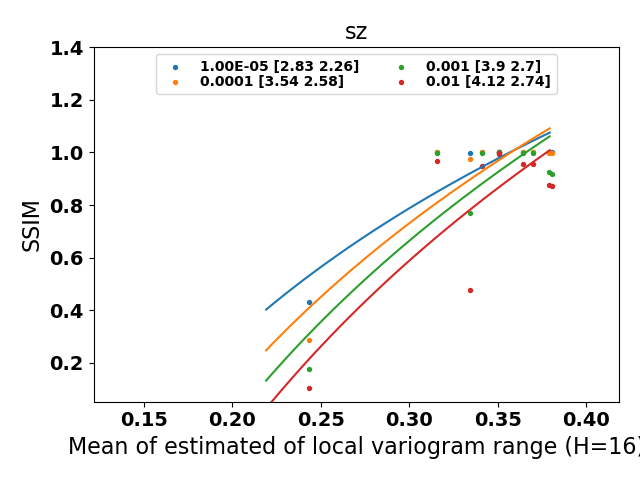 sz
1.00E-05 [2.83 2.26]
0.0001 [3.54 2.58]
0.001 [3.9 2.7]
0.01 [4.12 2.74]
SSIM
1.4
1.2
1.0
0.8
0.6
0.4
0.2
0.15 0.20 0.25 0.30 0.35 0.40
Mean of estimated of local variogram range (H=16)